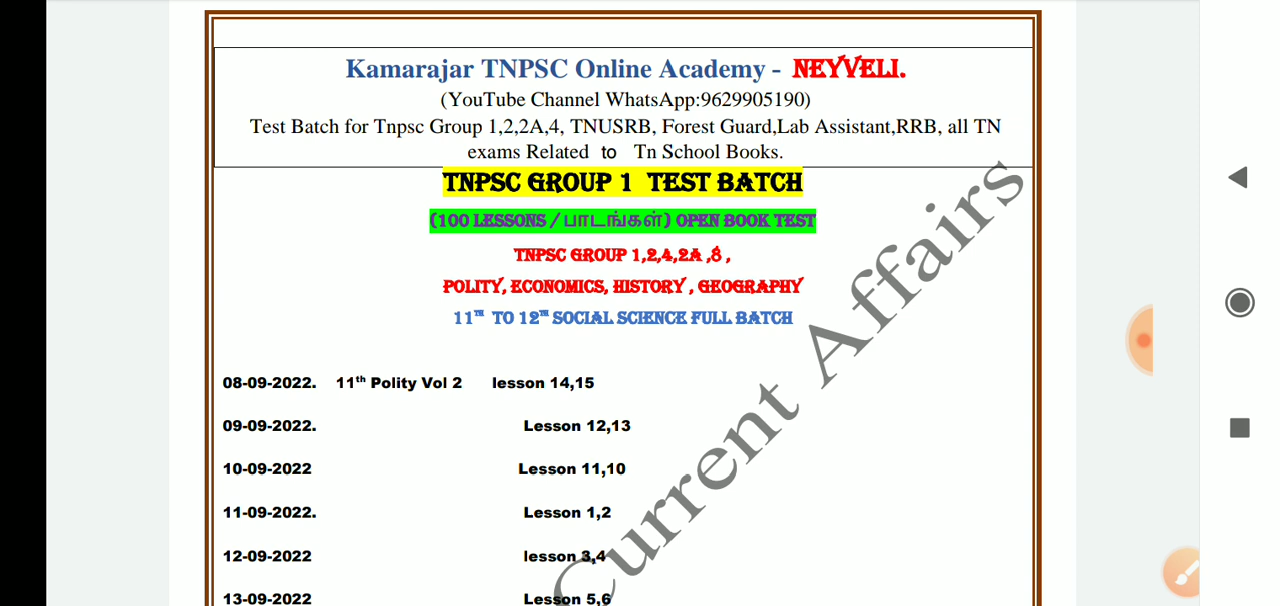 Kamarajar TNPSC Online Academy - NEYVELI.
(YouTube Channel WhatsApp:9629905190)
Test Batch for Tnpsc Group 1,2,2A,4, TNUSRB, Forest Guard,Lab Assistant,RRB, all TN
exams Related to Tn School Books.
TNPSC GROUP 1 TEST BATCH
(100 LESSONS / பாடங்கள்) OPEN BOOK TEST
TNPSC GROUP 1,2,4,2A ,8 ,
POLITY, ECONOMICS, HISTORY , GEOGRAPHY
11TH TO 12TH SOCIAL SCIENCE FULL BATCH
08-09-2022. 11th Polity Vol 2 lesson 14,15
09-09-2022. Lesson 12,13
10-09-2022 Lesson 11,10
11-09-2022. Lesson 1,2
12-09-2022 lesson 3,4
13-09-2022 Lesson 5,6
Current Affairs